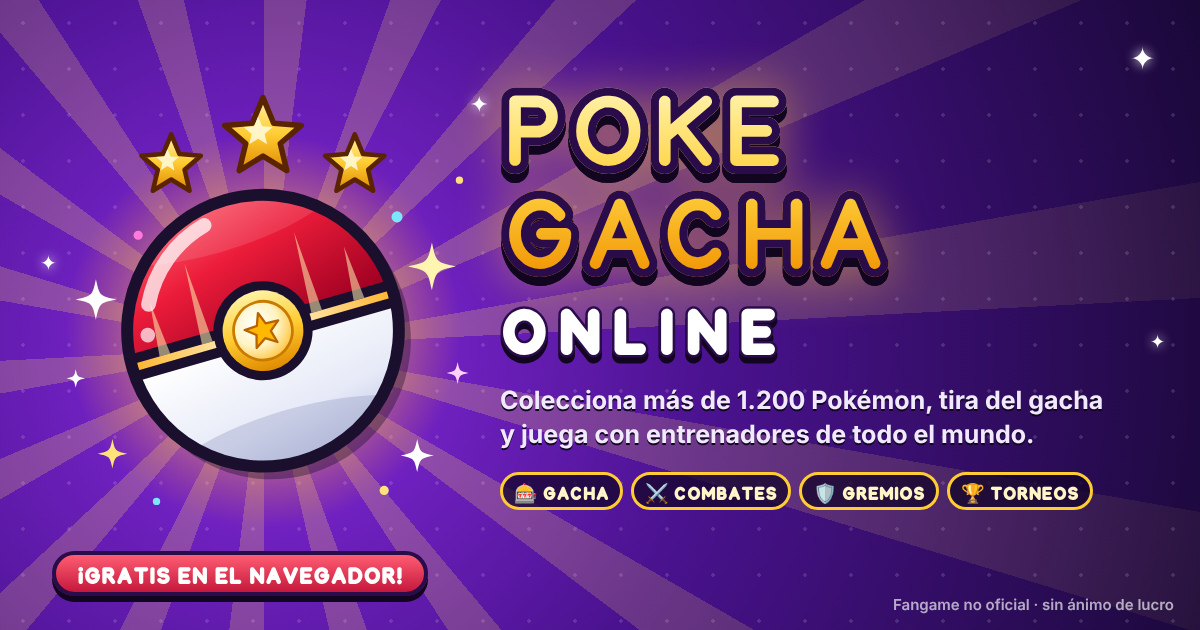 POKE
GACHA
ONLINE
Colecciona más de 1.200 Pokémon, tira del gacha
y juega con entrenadores de todo el mundo.
GACHA COMBATES GREMIOS TORNEOS
¡GRATIS EN EL NAVEGADOR!
Fangame no oficial · sin ánimo de lucro